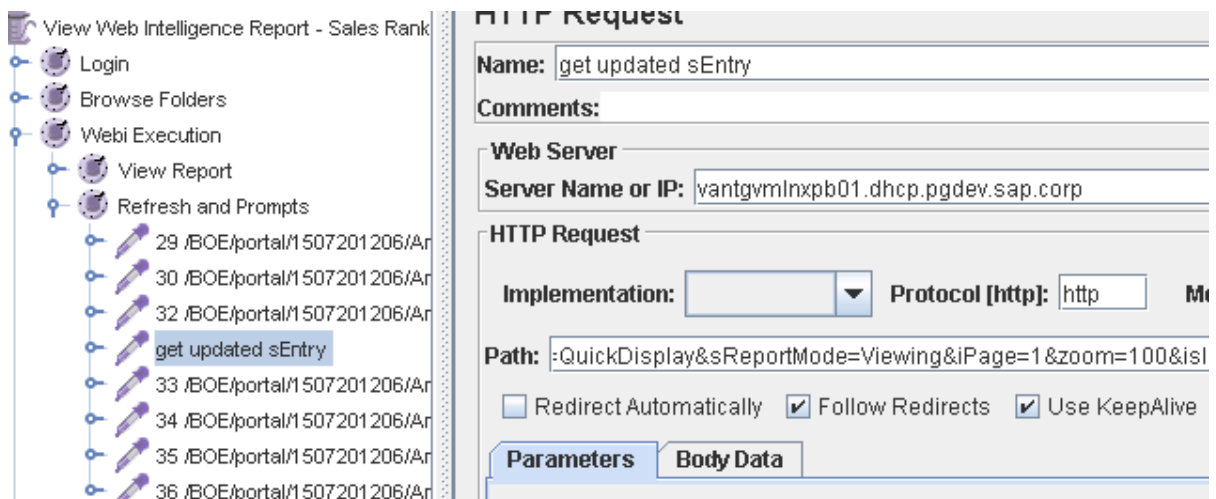 View Web Intelligence Report - Sales Rank
Login
Browse Folders
Webi Execution
View Report
Refresh and Prompts
29 /BOE/portal/1507201206/Ar
30 /BOE/portal/1507201206/Ar
32 /BOE/portal/1507201206/Ar
get updated sEntry
33 /BOE/portal/1507201206/Ar
34 /BOE/portal/1507201206/Ar
35 /BOE/portal/1507201206/Ar
36 /BOE/portal/1507201206/Ar
HTTP Request
Name: get updated sEntry
Comments:
Web Server
Server Name or IP: vantgvmlnxpb01.dhcp.pgdev.sap.corp
HTTP Request
Implementation: Protocol [http]: http Me
Path: =QuickDisplay&sReportMode=Viewing&iPage=1&zoom=100&isI
Redirect Automatically Follow Redirects Use KeepAlive
Parameters Body Data